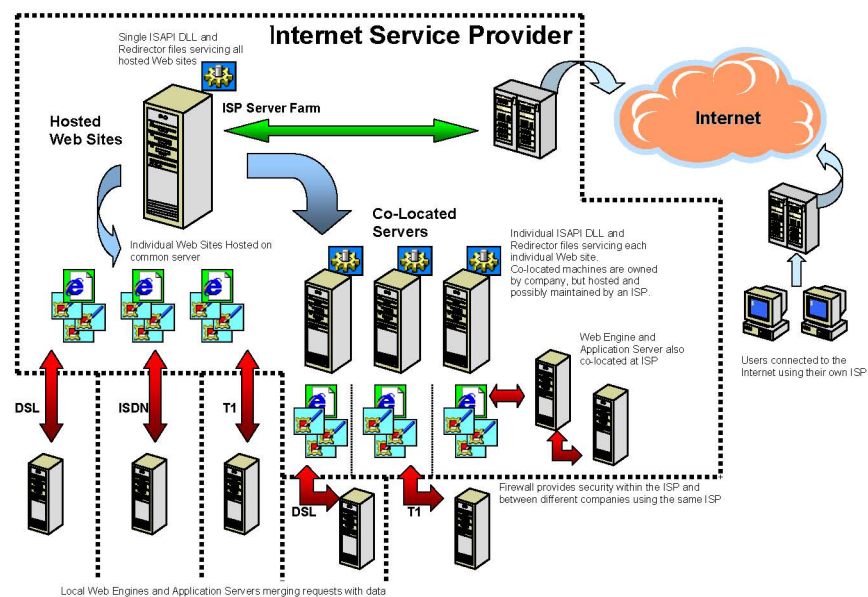 Internet Service Provider
Single ISAPI DLL and
Redirector files servicing all
hosted Web sites
ISP Server Farm
Hosted
Web Sites
Internet
Individual Web Sites Hosted on
common server
Co-Located
Servers
Individual ISAPI DLL and
Redirector files servicing each
individual Web site.
Co-located machines are owned
by company, but hosted and
possibly maintained by an ISP.
Web Engine and
Application Server also
co-located at ISP
Users connected to the
Internet using their own ISP
DSL
ISDN
T1
DSL
T1
Firewall provides security within the ISP and
between different companies using the same ISP
Local Web Engines and Application Servers merging requests with data